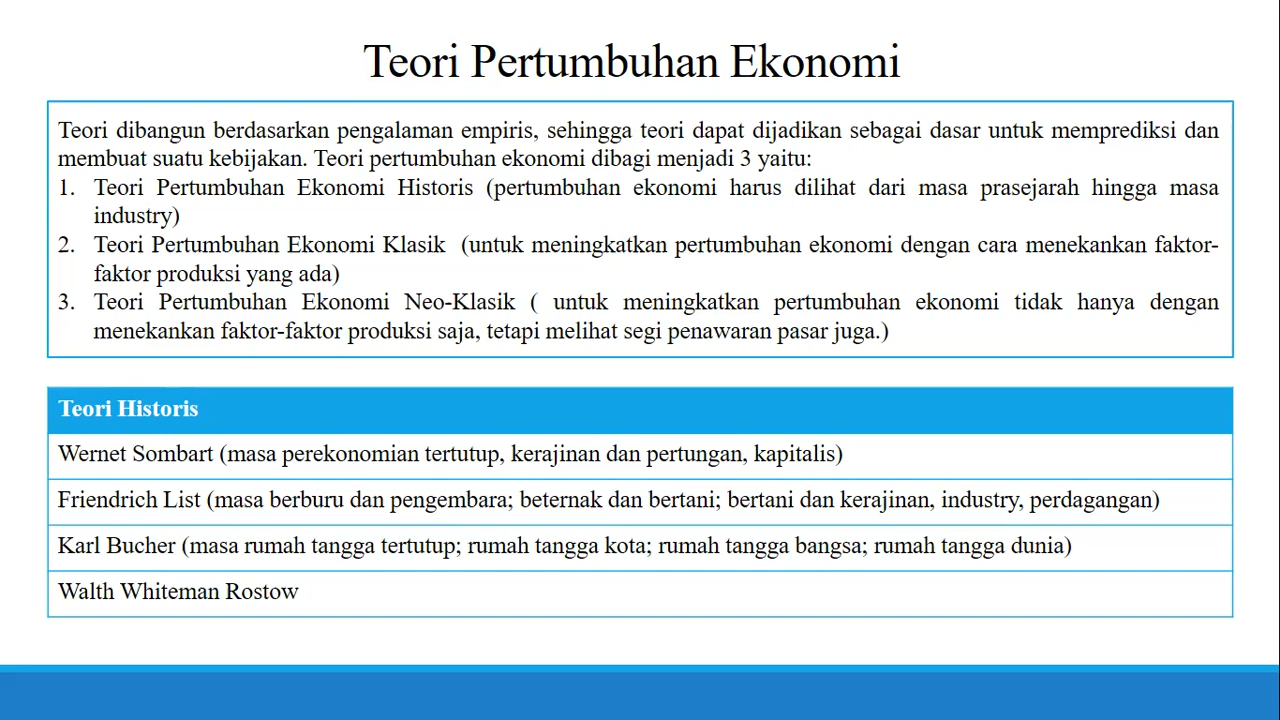 Teori Pertumbuhan Ekonomi
Teori dibangun berdasarkan pengalaman empiris, sehingga teori dapat dijadikan sebagai dasar untuk memprediksi dan
membuat suatu kebijakan. Teori pertumbuhan ekonomi dibagi menjadi 3 yaitu:
1. Teori Pertumbuhan Ekonomi Historis (pertumbuhan ekonomi harus dilihat dari masa prasejarah hingga masa
industry)
2. Teori Pertumbuhan Ekonomi Klasik (untuk meningkatkan pertumbuhan ekonomi dengan cara menekankan faktor-
faktor produksi yang ada)
3. Teori Pertumbuhan Ekonomi Neo-Klasik ( untuk meningkatkan pertumbuhan ekonomi tidak hanya dengan
menekankan faktor-faktor produksi saja, tetapi melihat segi penawaran pasar juga.)
Teori Historis
Wernet Sombart (masa perekonomian tertutup, kerajinan dan pertungan, kapitalis)
Friendrich List (masa berburu dan pengembara; beternak dan bertani; bertani dan kerajinan, industry, perdagangan)
Karl Bucher (masa rumah tangga tertutup; rumah tangga kota; rumah tangga bangsa; rumah tangga dunia)
Walth Whiteman Rostow